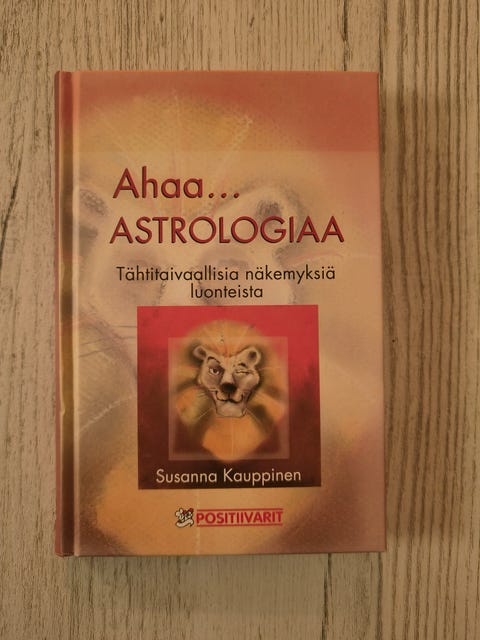 Ahaa...
ASTROLOGIAA
Tähtitaivaallisia näkemyksiä
luonteista
Susanna Kauppinen
POSITIIVARIT